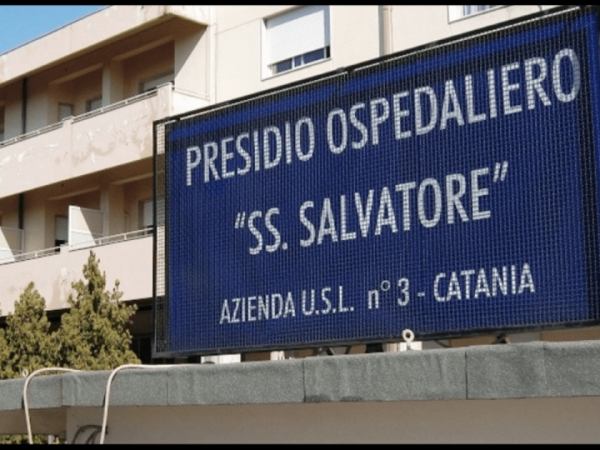 PRESIDIO OSPEDALIERO
"SS. SALVATORE"
AZIENDA U.S.L. n° 3 - CATANIA